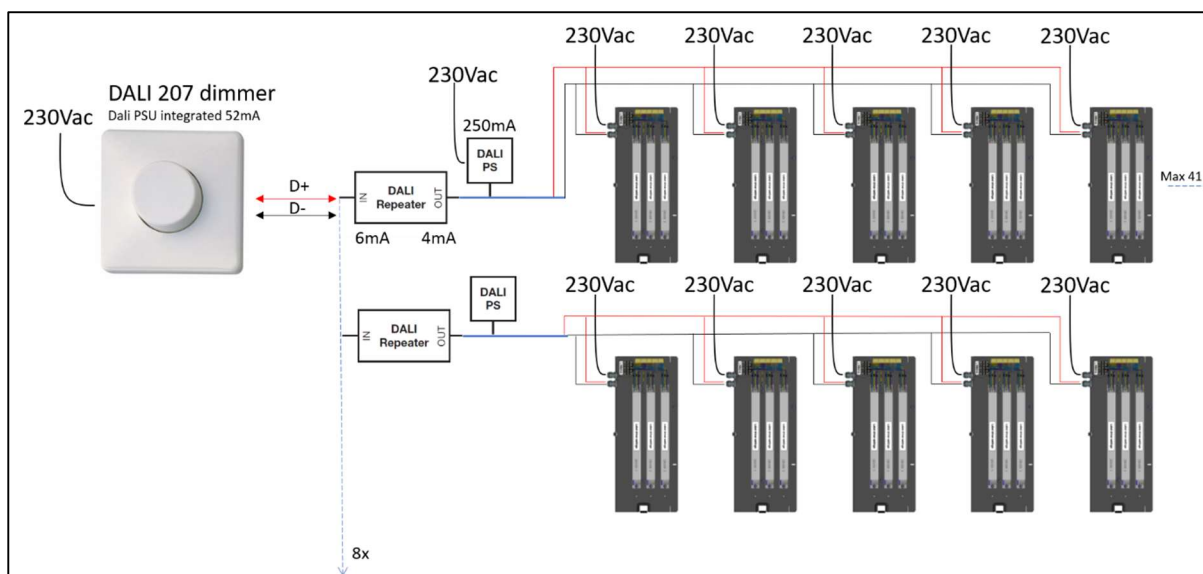 230Vac 230Vac 230Vac 230Vac 230Vac
230Vac
DALI 207 dimmer
Dali PSU integrated 52mA
230Vac
250mA
DALI
PS
D+
D-
IN
DALI
Repeater
OUT
6mA 4mA
Max 41
230Vac 230Vac 230Vac 230Vac 230Vac
DALI
PS
IN
DALI
Repeater
OUT
8x